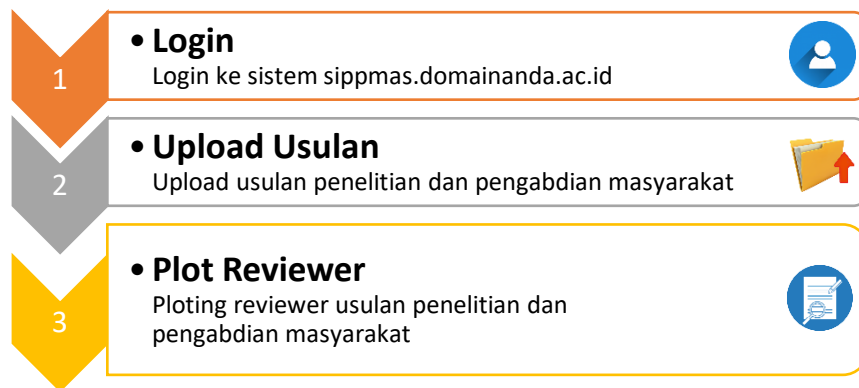 1
• Login
Login ke sistem sippmas.domainanda.ac.id
2
• Upload Usulan
Upload usulan penelitian dan pengabdian masyarakat
3
• Plot Reviewer
Ploting reviewer usulan penelitian dan
pengabdian masyarakat